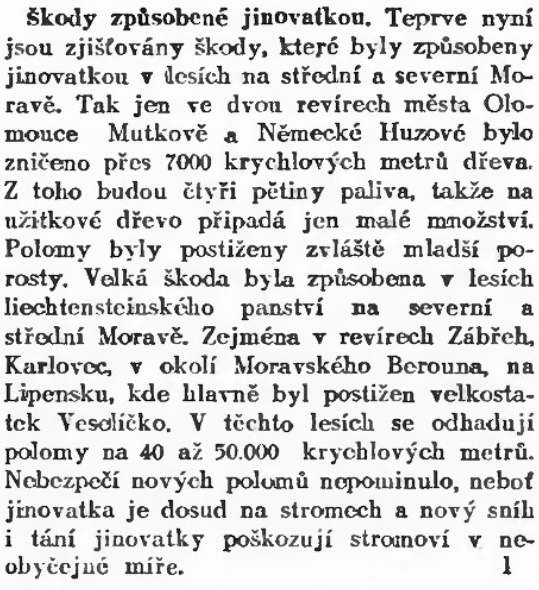 Škody způsobené jinovatkou. Teprve nyní
jsou zjišťovány škody, které byly způsobeny
jinovatkou v lesích na střední a severní Mo-
ravě. Tak jen ve dvou revírech města Olo-
mouce Mutkově a Německé Huzové bylo
zničeno přes 7000 krychlových metrů dřeva.
Z toho budou čtyři pětiny paliva, takže na
užitkové dřevo připadá jen malé množství.
Polomy byly postiženy zvláště mladší po-
rosty. Velká škoda byla způsobena v lesích
liechtensteinského panství na severní a
střední Moravě. Zejména v revírech Zábřeh,
Karlovec, v okolí Moravského Berouna, na
Lipensku, kde hlavně byl postižen velkosta-
tek Veselíčko. V těchto lesích se odhadují
polomy na 40 až 50.000 krychlových metrů.
Nebezpečí nových polomů nepominulo, neboť
jinovatka je dosud na stromech a nový sníh
i tání jinovatky poškozují stromoví v ne-
obyčejné míře. l